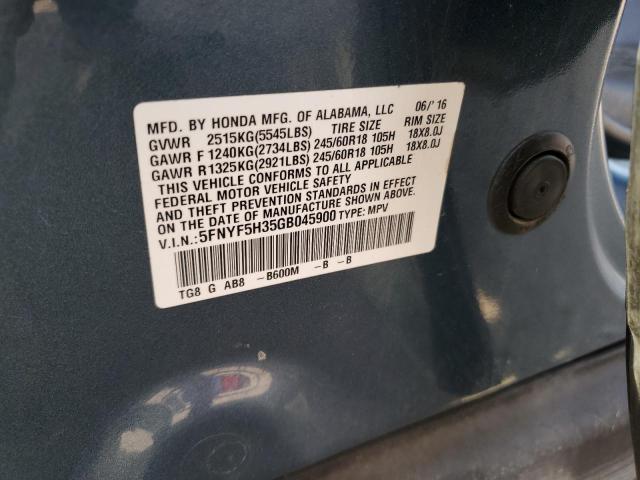 MFD. BY HONDA MFG. OF ALABAMA, LLC 06/'16
GVWR 2515KG(5545LBS) TIRE SIZE RIM SIZE
GAWR F 1240KG(2734LBS) 245/60R18 105H 18X8.0J
GAWR R1325KG(2921LBS) 245/60R18 105H 18X8.0J
THIS VEHICLE CONFORMS TO ALL APPLICABLE
FEDERAL MOTOR VEHICLE SAFETY
AND THEFT PREVENTION STANDARDS IN EFFECT
ON THE DATE OF MANUFACTURE SHOWN ABOVE.
V.I.N.:5FNYF5H35GB045900 TYPE: MPV
TG8 G AB8 -B600M -B -B